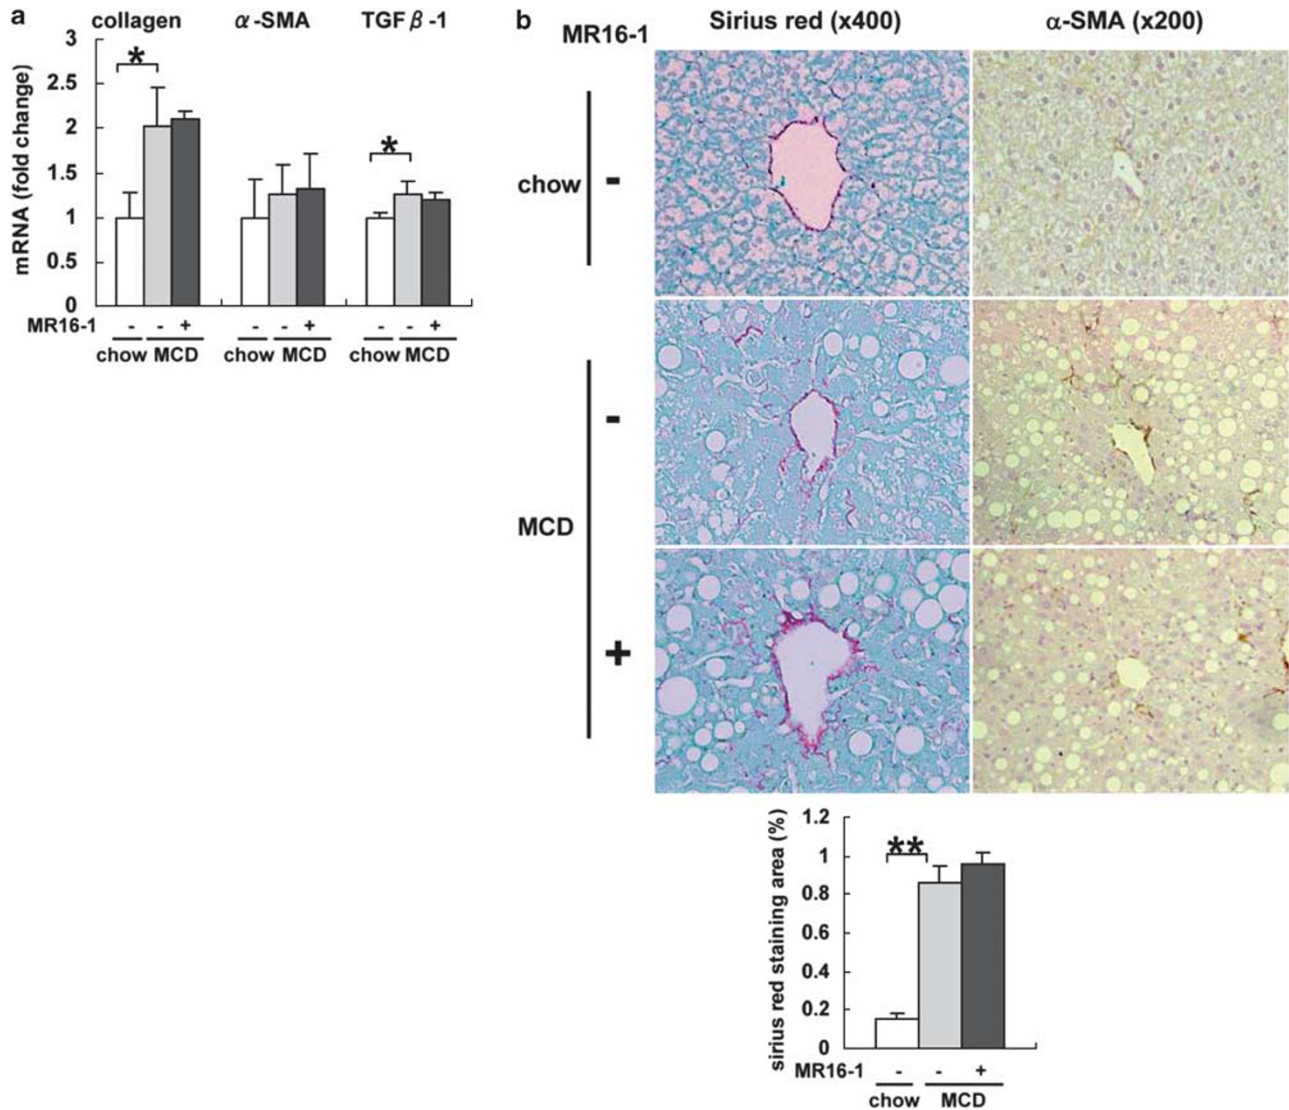 a
collagen α-SMA TGFβ-1
3
2.5
2
1.5
1
0.5
0
mRNA (fold change)
*
*
MR16-1 - - + - - + - - +
chow MCD chow MCD chow MCD
b
MR16-1 Sirius red (x400) α-SMA (x200)
chow -
-
MCD
+
1.2
1
0.8
0.6
0.4
0.2
0
sirius red staining area (%)
**
MR16-1 - - +
chow MCD